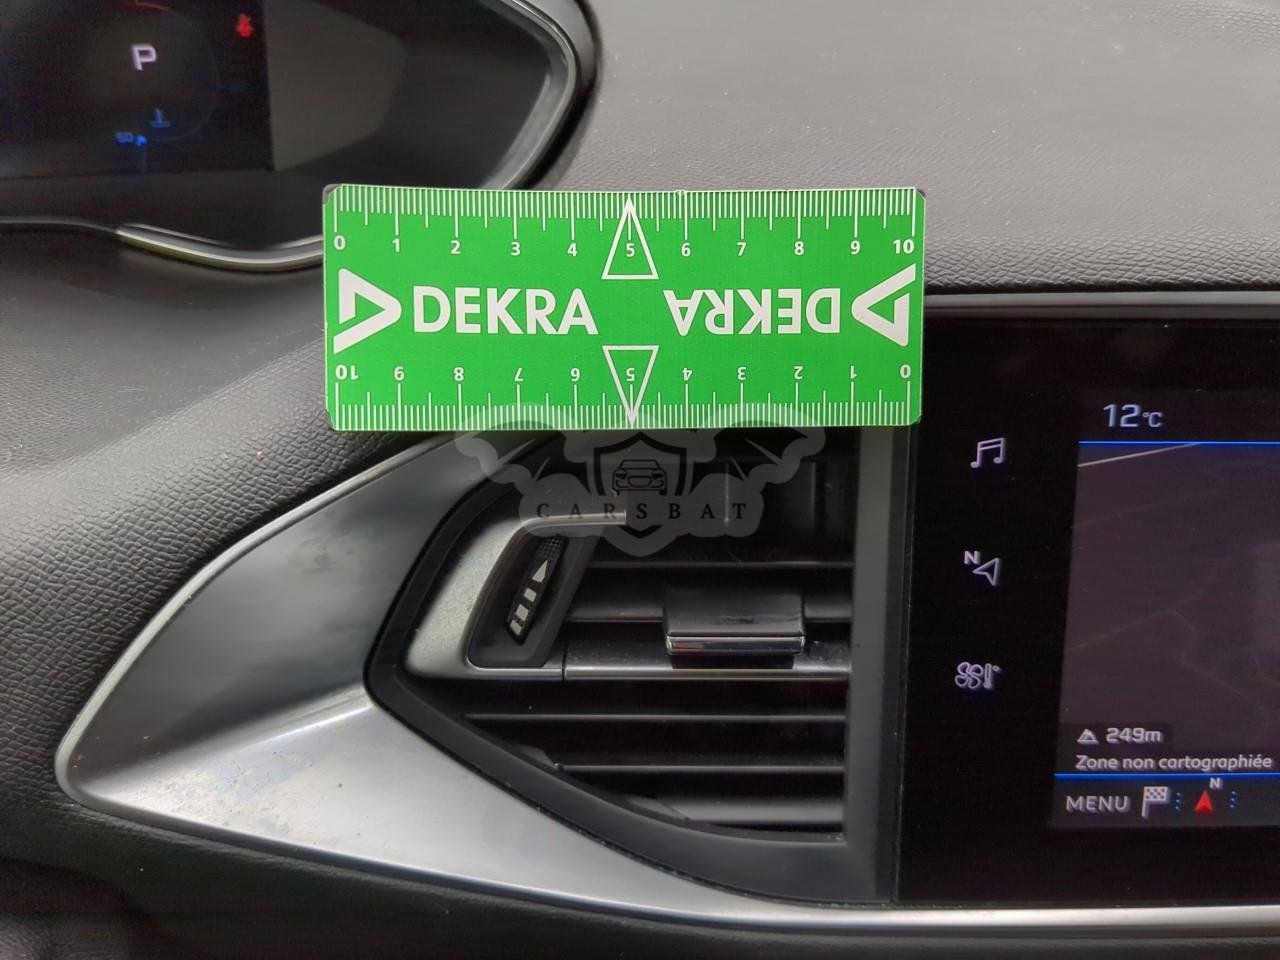 P
50
0 1 2 3 4 5 6 7 8 9 10
DEKRA DEKRA
10 9 8 7 6 5 4 3 2 1 0
CARSBAT
12°C
N
249m
Zone non cartographiée
MENU N